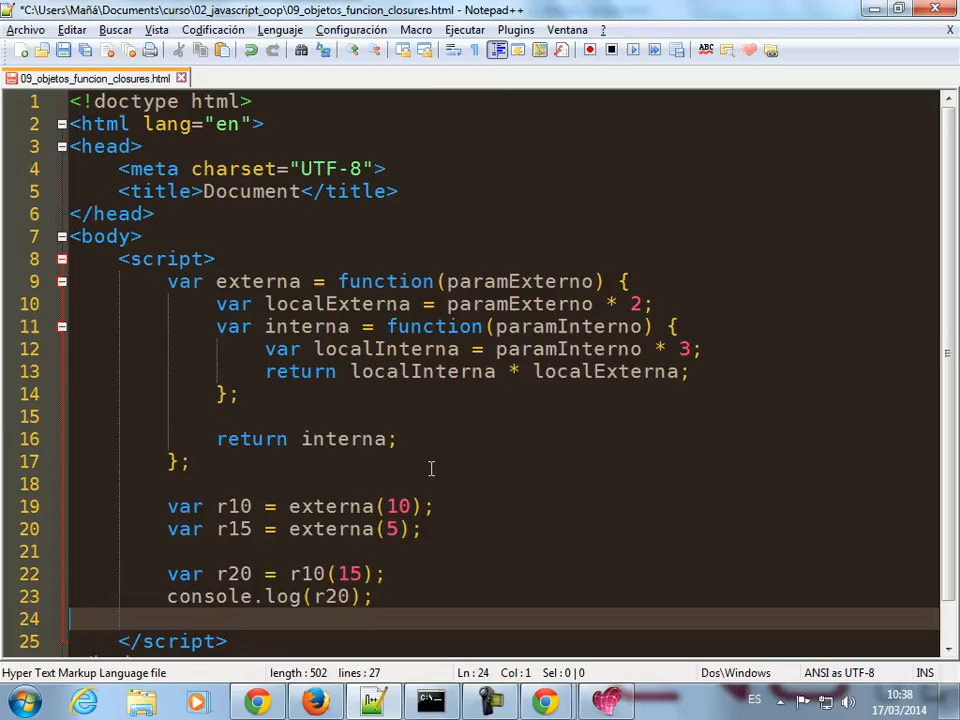 *C:\Users\Mañá\Documents\curso\02_javascript_oop\09_objetos_funcion_closures.html - Notepad++
Archivo Editar Buscar Vista Codificación Lenguaje Configuración Macro Ejecutar Plugins Ventana ? X
09_objetos_funcion_closures.html
1 <!doctype html>
2 <html lang="en">
3 <head>
4 <meta charset="UTF-8">
5 <title>Document</title>
6 </head>
7 <body>
8 <script>
9 var externa = function(paramExterno) {
10 var localExterna = paramExterno * 2;
11 var interna = function(paramInterno) {
12 var localInterna = paramInterno * 3;
13 return localInterna * localExterna;
14 };
15
16 return interna;
17 };
18
19 var r10 = externa(10);
20 var r15 = externa(5);
21
22 var r20 = r10(15);
23 console.log(r20);
24
25 </script>
Hyper Text Markup Language file length : 502 lines : 27 Ln : 24 Col : 1 Sel : 0 | 0 Dos\Windows ANSI as UTF-8 INS
ES 10:38
17/03/2014